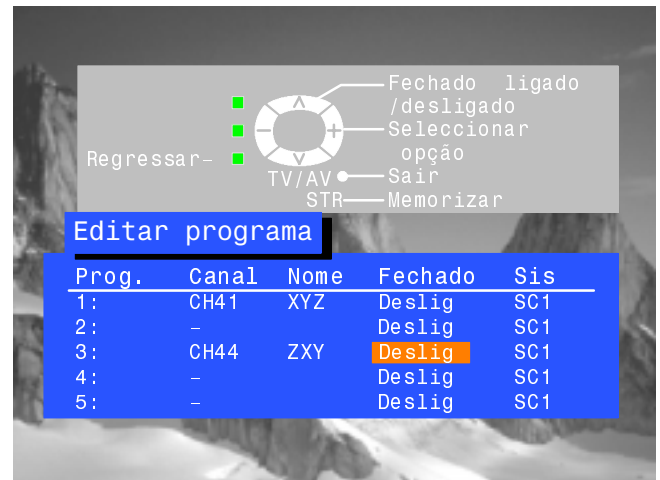 Fechado ligado
/desligado
Seleccionar
opção
Regressar–
TV/AV Sair
STR Memorizar
Editar programa
Prog. Canal Nome Fechado Sis
1: CH41 XYZ Deslig SC1
2: – Deslig SC1
3: CH44 ZXY Deslig SC1
4: – Deslig SC1
5: – Deslig SC1